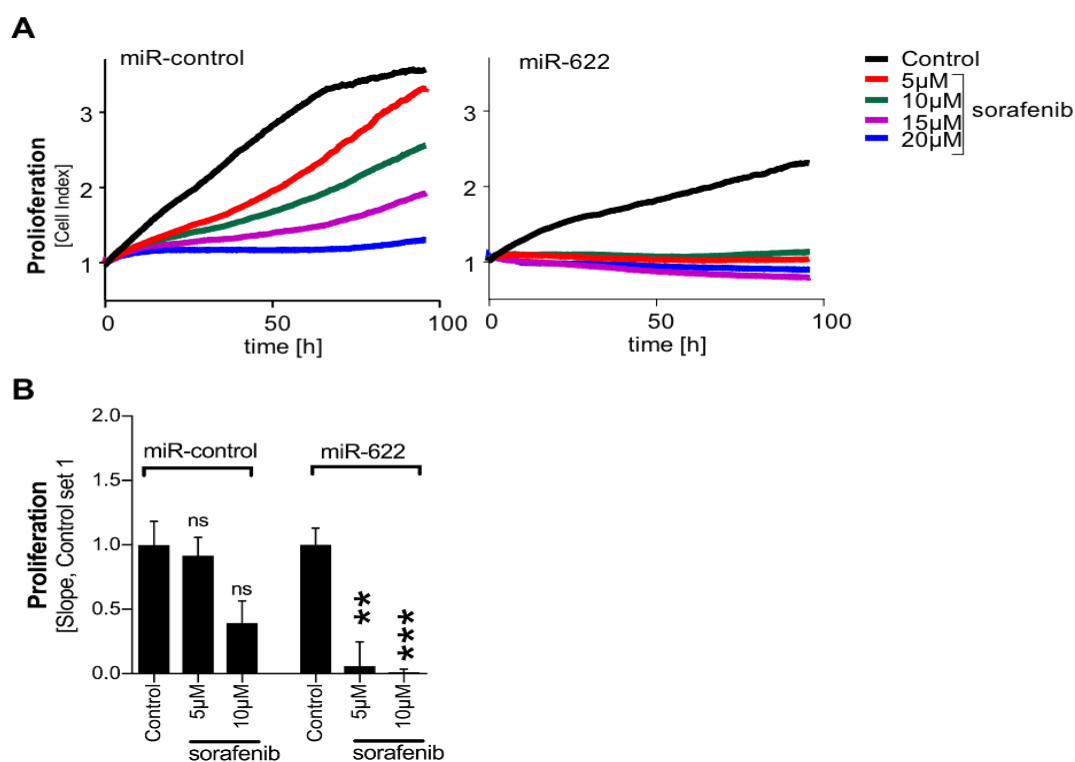 A
miR-control
miR-622
Control
5µM
10µM
15µM
20µM
sorafenib
Prolioferation
[Cell Index]
3
2
1
0
50
100
time [h]
3
2
1
0
50
100
time [h]
B
Proliferation
[Slope, Control set 1
2.0
1.5
1.0
0.5
0.0
miR-control
miR-622
ns
ns
**
***
Control
5µM
10µM
Control
5µM
10µM
sorafenib
sorafenib